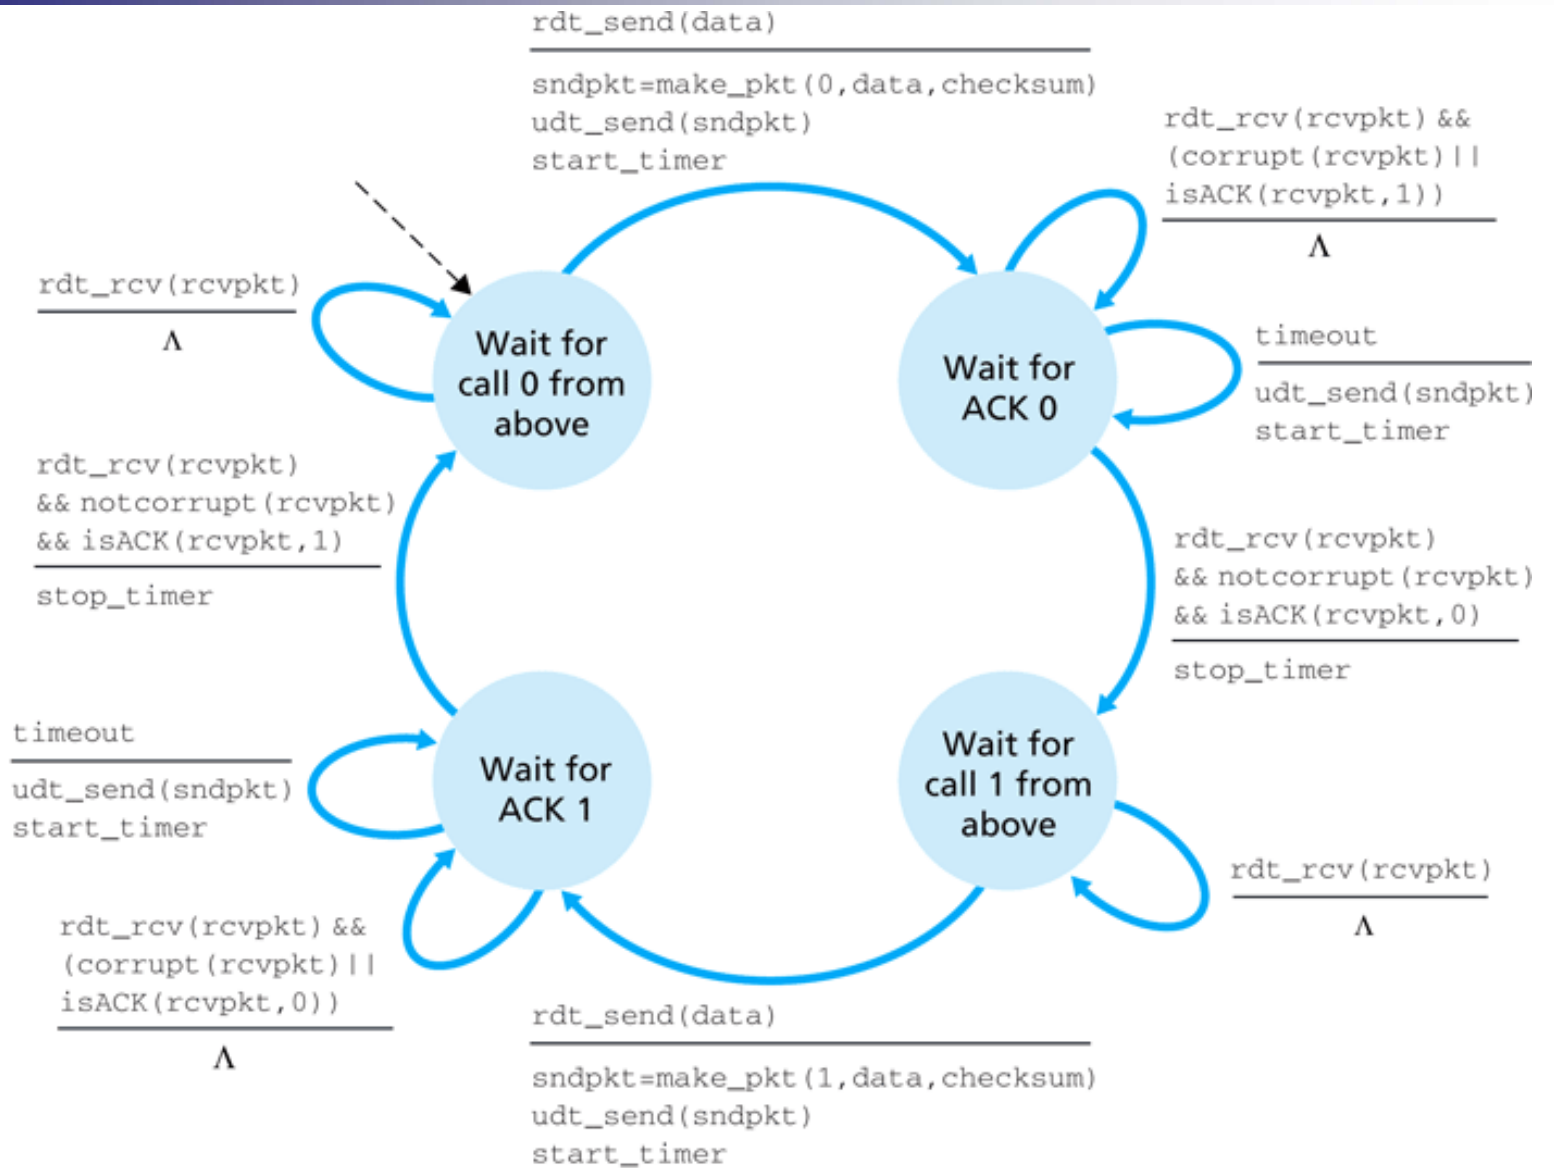 rdt_send(data)
sndpkt=make_pkt(0,data,checksum)
udt_send(sndpkt)
start_timer
rdt_rcv(rcvpkt) &&
(corrupt(rcvpkt)||
isACK(rcvpkt,1))
Λ
rdt_rcv(rcvpkt)
Λ
Wait for
call 0 from
above
Wait for
ACK 0
timeout
udt_send(sndpkt)
start_timer
rdt_rcv(rcvpkt)
&& notcorrupt(rcvpkt)
&& isACK(rcvpkt,1)
stop_timer
rdt_rcv(rcvpkt)
&& notcorrupt(rcvpkt)
&& isACK(rcvpkt,0)
stop_timer
timeout
udt_send(sndpkt)
start_timer
Wait for
ACK 1
Wait for
call 1 from
above
rdt_rcv(rcvpkt)
Λ
rdt_rcv(rcvpkt) &&
(corrupt(rcvpkt)||
isACK(rcvpkt,0))
Λ
rdt_send(data)
sndpkt=make_pkt(1,data,checksum)
udt_send(sndpkt)
start_timer